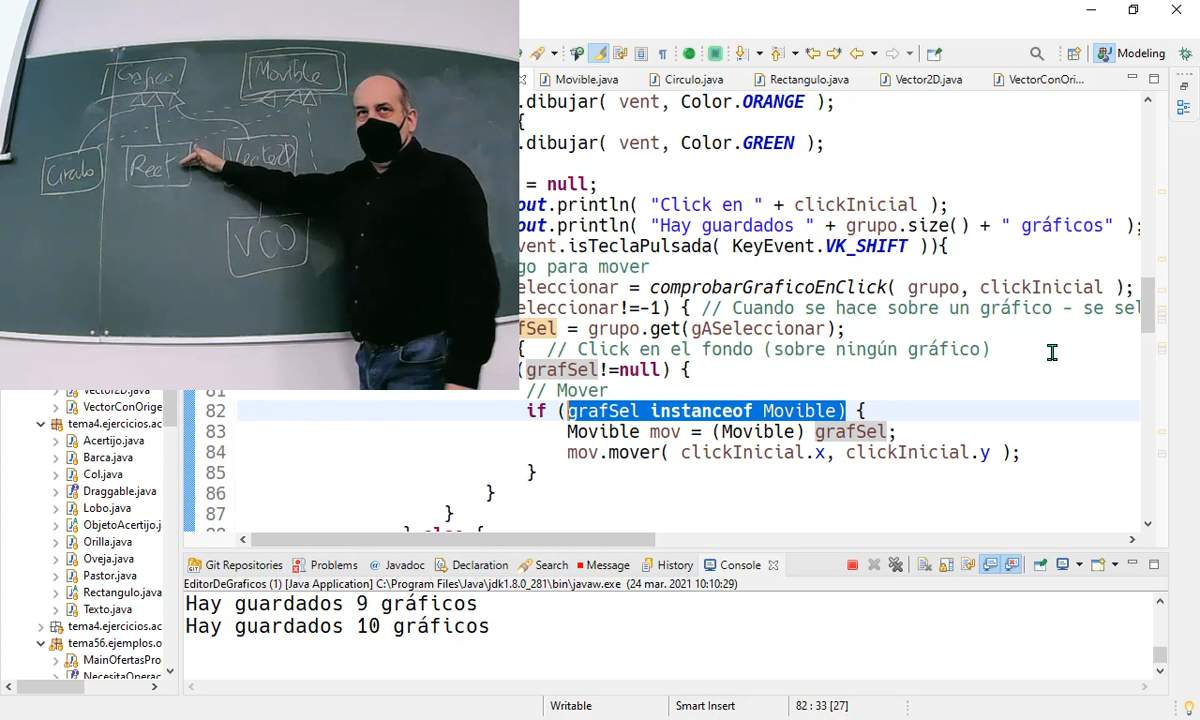 Gráfico
Movible
Círculo
Rect
Vector2D
VCO
Modeling
Movible.java
Circulo.java
Rectangulo.java
Vector2D.java
VectorConOri...
.dibujar( vent, Color.ORANGE );
{
.dibujar( vent, Color.GREEN );
= null;
out.println( "Click en " + clickInicial );
out.println( "Hay guardados " + grupo.size() + " gráficos" );
vent.isTeclaPulsada( KeyEvent.VK_SHIFT )){
go para mover
eleccionar = comprobarGraficoEnClick( grupo, clickInicial );
eleccionar!=-1) { // Cuando se hace sobre un gráfico - se sel
fSel = grupo.get(gASeleccionar);
{ // Click en el fondo (sobre ningún gráfico)
(grafSel!=null) {
81 // Mover
82 if (grafSel instanceof Movible) {
83 Movible mov = (Movible) grafSel;
84 mov.mover( clickInicial.x, clickInicial.y );
85 }
86 }
87 }
} else {
Vector2D.java
VectorConOrige
tema4.ejercicios.ac
Acertijo.java
Barca.java
Col.java
Draggable.java
Lobo.java
ObjetoAcertijo.j
Orilla.java
Oveja.java
Pastor.java
Rectangulo.java
Texto.java
tema4.ejercicios.ac
tema56.ejemplos.o
MainOfertasPro
NecesitaOperac
Git Repositories
Problems
@ Javadoc
Declaration
Search
Message
History
Console
EditorDeGraficos (1) [Java Application] C:\Program Files\Java\jdk1.8.0_281\bin\javaw.exe (24 mar. 2021 10:10:29)
Hay guardados 9 gráficos
Hay guardados 10 gráficos
Writable
Smart Insert
82 : 33 [27]